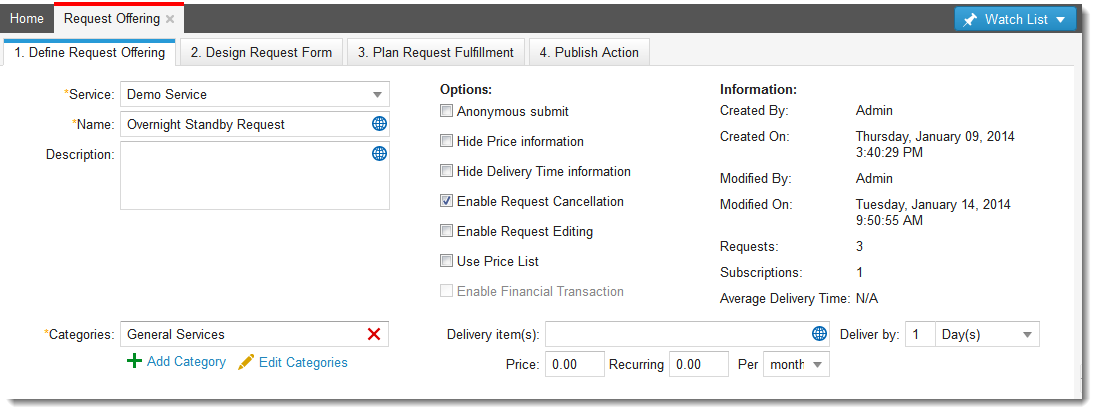 Home
Request Offering
Watch List
1. Define Request Offering
2. Design Request Form
3. Plan Request Fulfillment
4. Publish Action
*Service: Demo Service
*Name: Overnight Standby Request
Description:
Options:
Anonymous submit
Hide Price information
Hide Delivery Time information
Enable Request Cancellation
Enable Request Editing
Use Price List
Enable Financial Transaction
Information:
Created By: Admin
Created On: Thursday, January 09, 2014
3:40:29 PM
Modified By: Admin
Modified On: Tuesday, January 14, 2014
9:50:55 AM
Requests: 3
Subscriptions: 1
Average Delivery Time: N/A
*Categories: General Services
Add Category Edit Categories
Delivery item(s): Deliver by: 1 Day(s)
Price: 0.00 Recurring 0.00 Per month